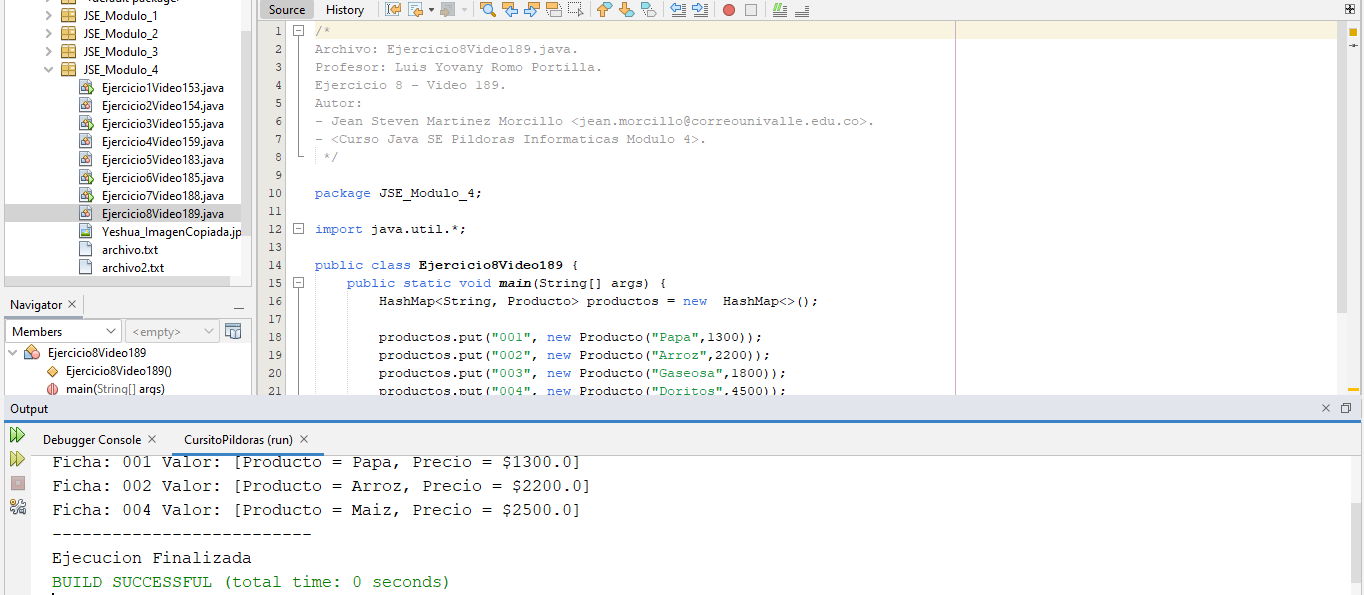 Source History
JSE_Modulo_1
JSE_Modulo_2
JSE_Modulo_3
JSE_Modulo_4
Ejercicio1Video153.java
Ejercicio2Video154.java
Ejercicio3Video155.java
Ejercicio4Video159.java
Ejercicio5Video183.java
Ejercicio6Video185.java
Ejercicio7Video188.java
Ejercicio8Video189.java
Yeshua_ImagenCopiada.jp
archivo.txt
archivo2.txt
Navigator
Members <empty>
Ejercicio8Video189
Ejercicio8Video189()
main(String[] args)
1 /*
2 Archivo: Ejercicio8Video189.java.
3 Profesor: Luis Yovany Romo Portilla.
4 Ejercicio 8 - Video 189.
5 Autor:
6 - Jean Steven Martinez Morcillo <jean.morcillo@correounivalle.edu.co>.
7 - <Curso Java SE Pildoras Informaticas Modulo 4>.
8 */
9
10 package JSE_Modulo_4;
11
12 import java.util.*;
13
14 public class Ejercicio8Video189 {
15 public static void main(String[] args) {
16 HashMap<String, Producto> productos = new HashMap<>();
17
18 productos.put("001", new Producto("Papa",1300));
19 productos.put("002", new Producto("Arroz",2200));
20 productos.put("003", new Producto("Gaseosa",1800));
21 productos.put("004", new Producto("Doritos",4500));
Output
Debugger Console CursitoPildoras (run)
Ficha: 001 Valor: [Producto = Papa, Precio = $1300.0]
Ficha: 002 Valor: [Producto = Arroz, Precio = $2200.0]
Ficha: 004 Valor: [Producto = Maiz, Precio = $2500.0]
--------------------------
Ejecucion Finalizada
BUILD SUCCESSFUL (total time: 0 seconds)